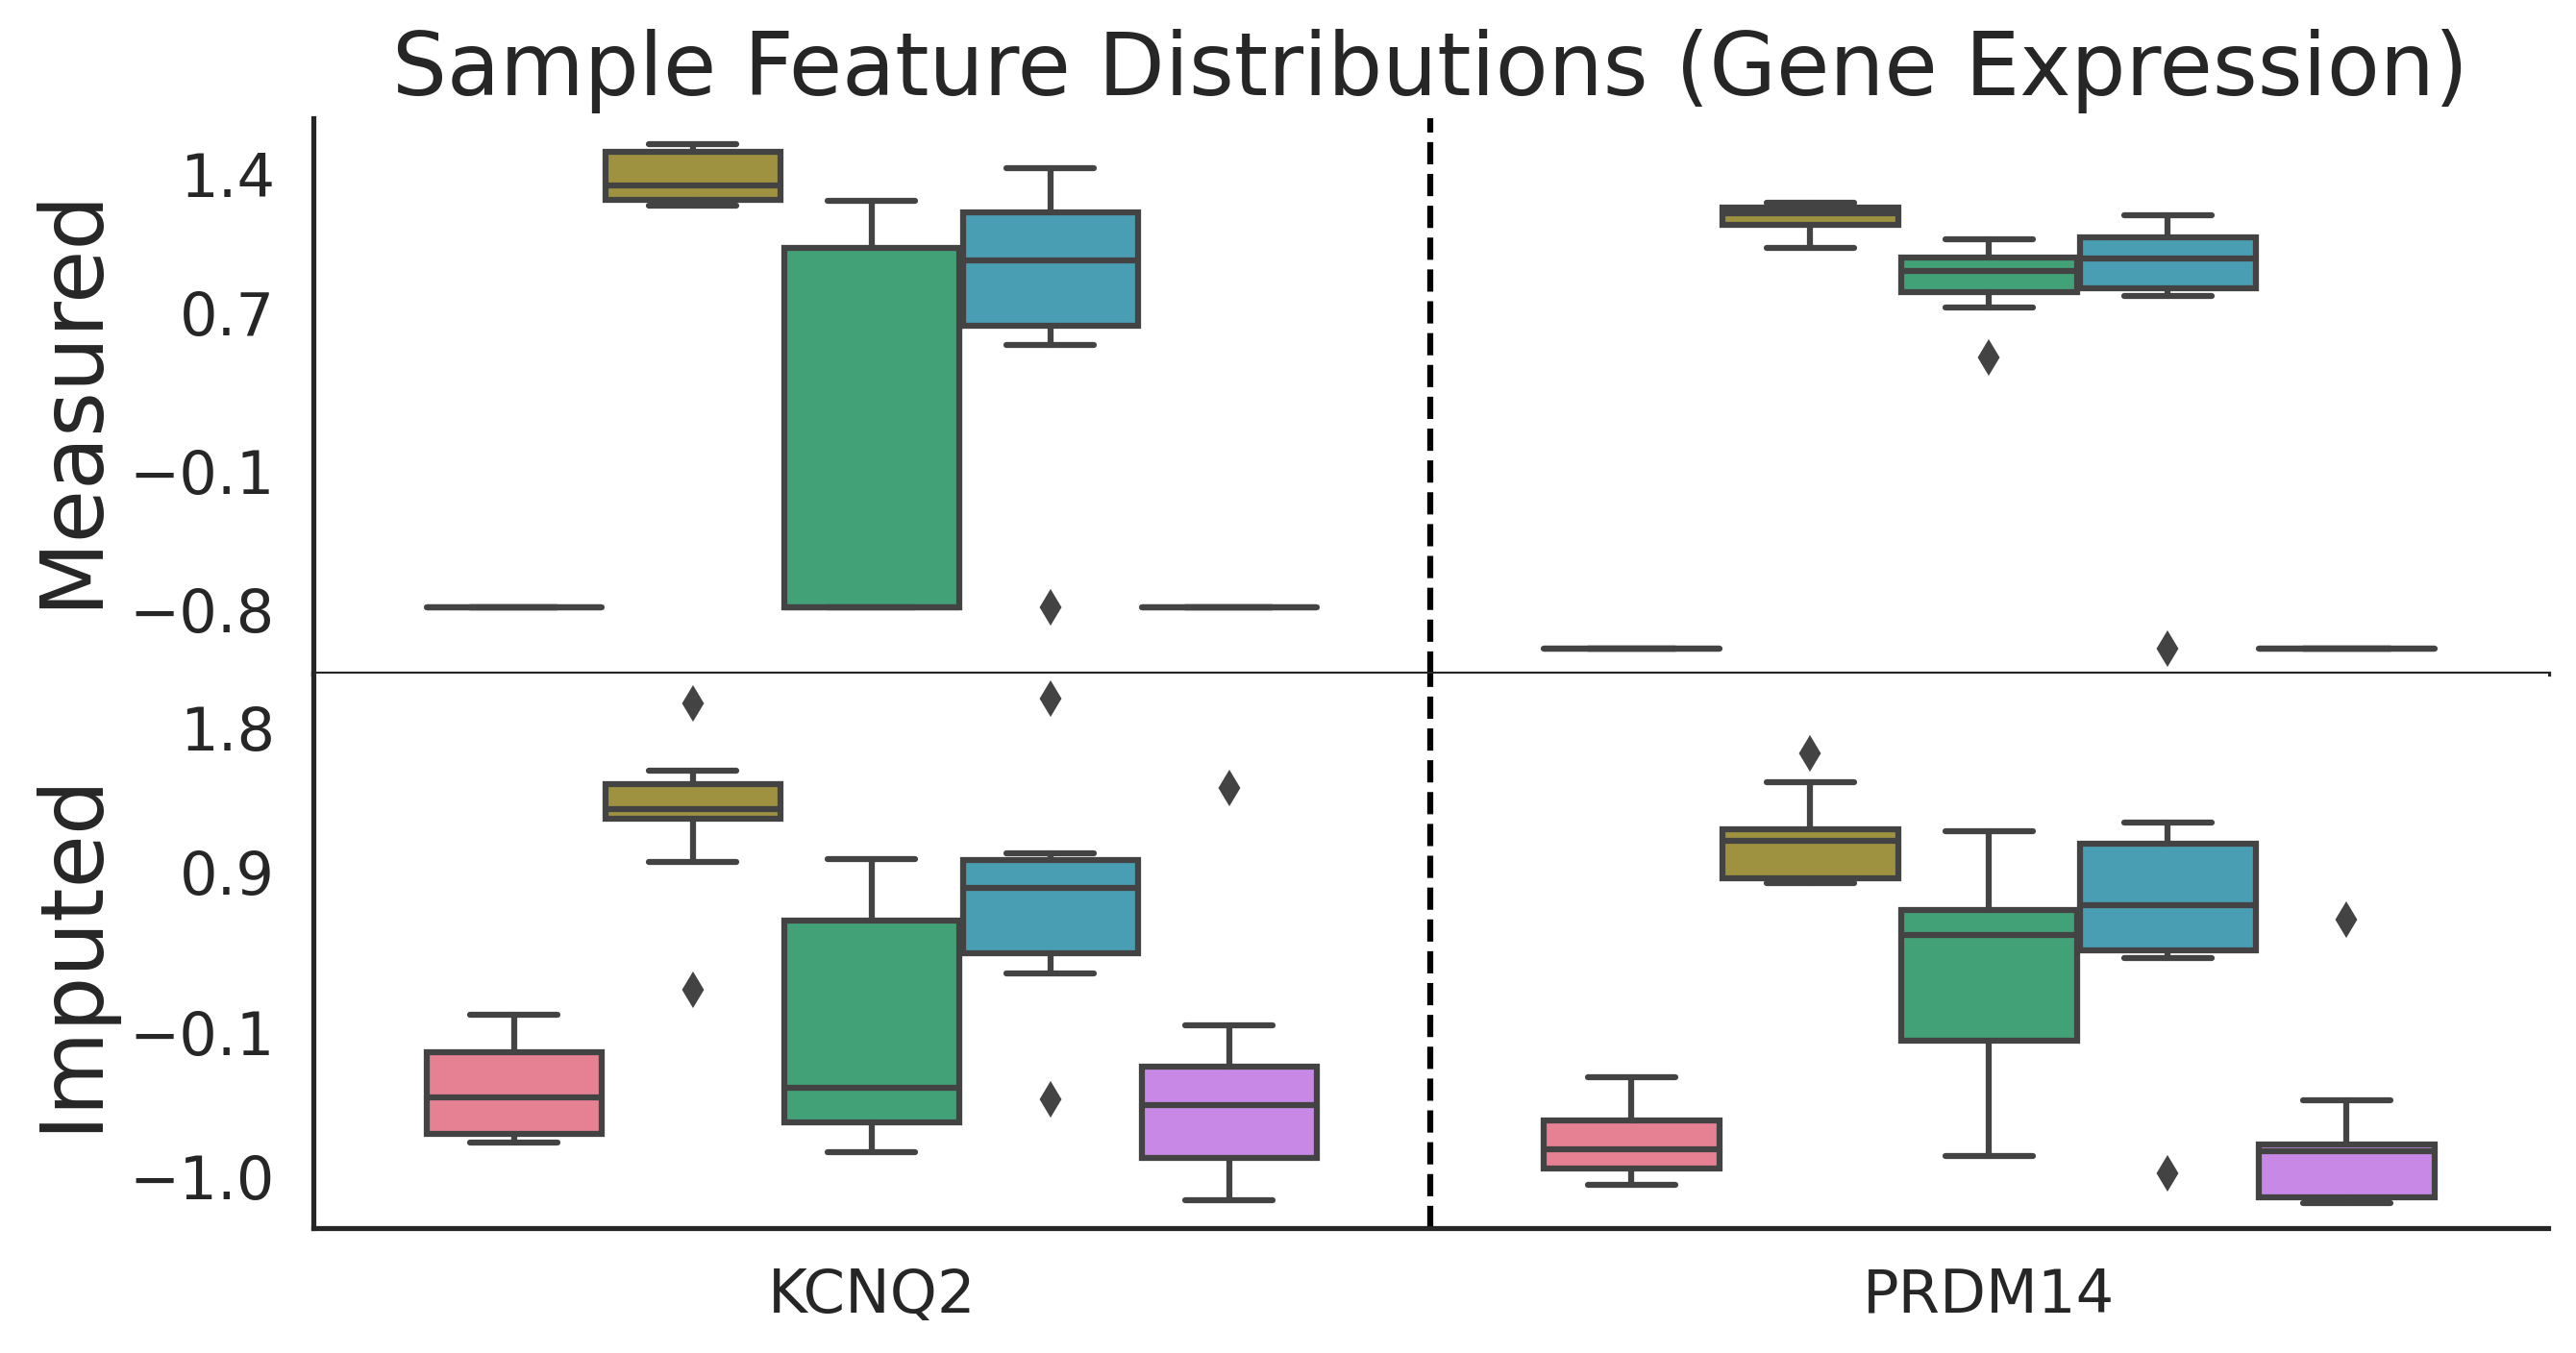 Sample Feature Distributions (Gene Expression)
Measured
1.4
0.7
−0.1
−0.8
Imputed
1.8
0.9
−0.1
−1.0
KCNQ2
PRDM14